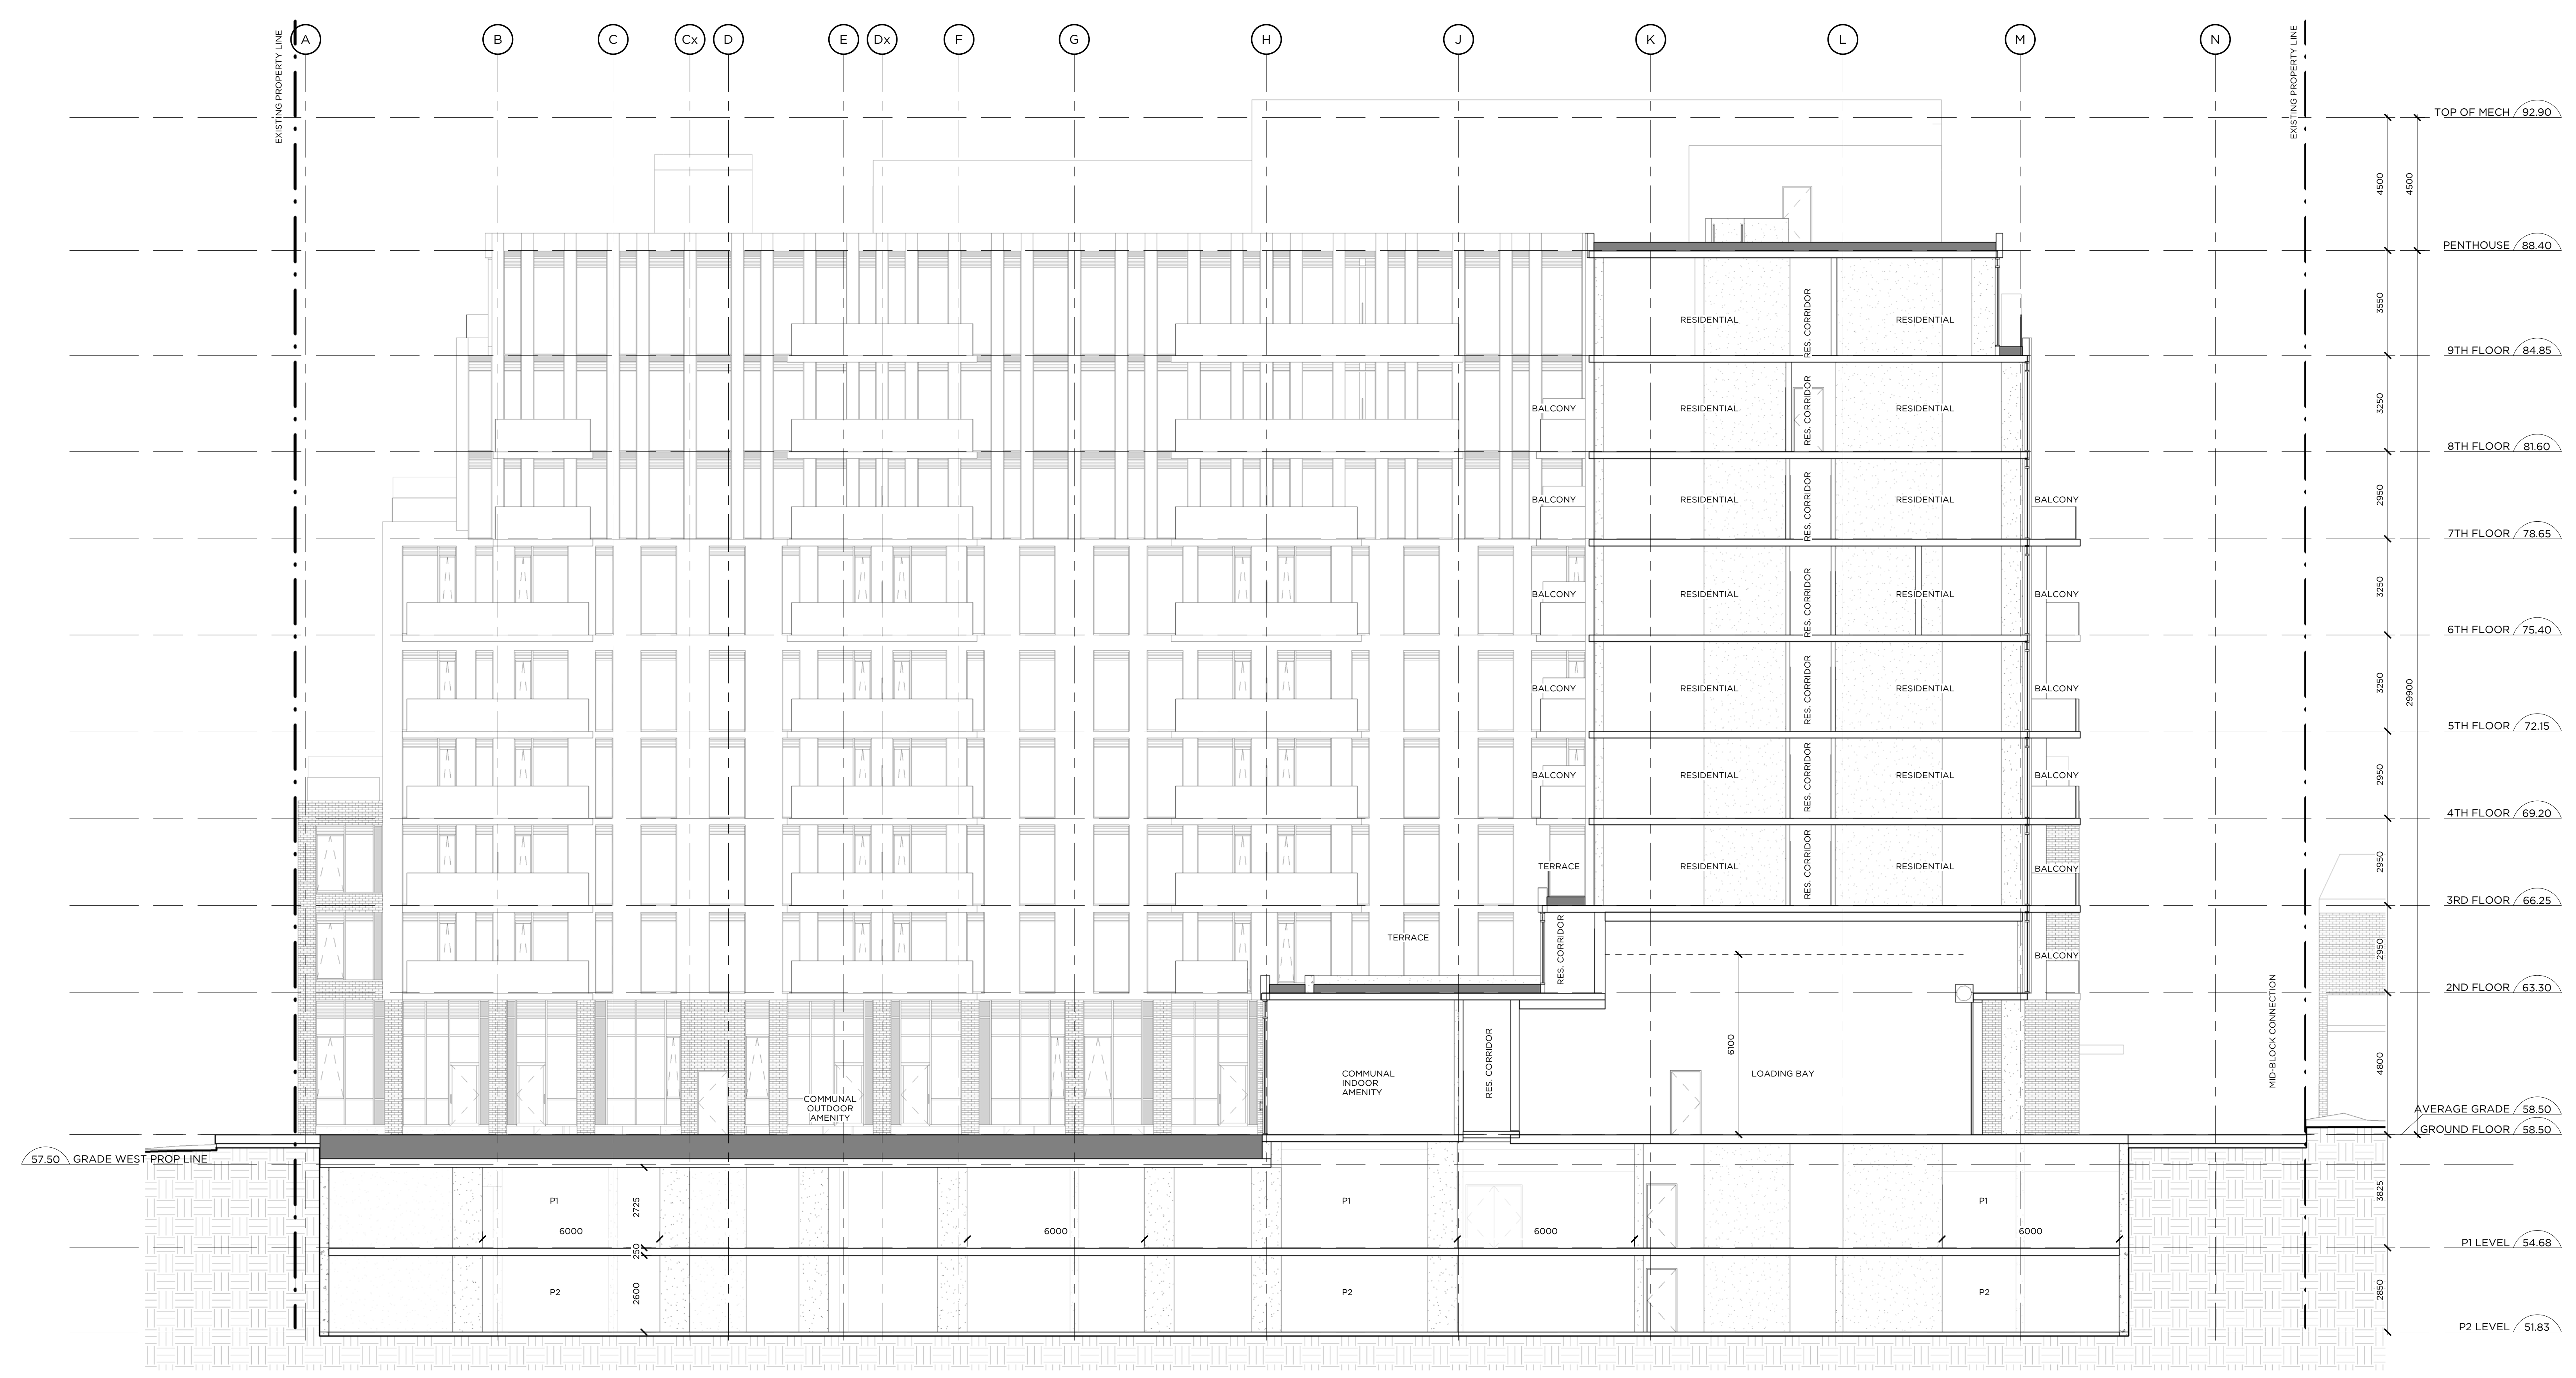 A B C Cx D E Dx F G H J K L M N
EXISTING PROPERTY LINE
EXISTING PROPERTY LINE
TOP OF MECH 92.90
4500 4500
PENTHOUSE 88.40
3550
RESIDENTIAL RES. CORRIDOR RESIDENTIAL
9TH FLOOR 84.85
3250
BALCONY RESIDENTIAL RES. CORRIDOR RESIDENTIAL
8TH FLOOR 81.60
2950
BALCONY RESIDENTIAL RES. CORRIDOR RESIDENTIAL BALCONY
7TH FLOOR 78.65
3250
BALCONY RESIDENTIAL RES. CORRIDOR RESIDENTIAL BALCONY
6TH FLOOR 75.40
3250
29900
BALCONY RESIDENTIAL RES. CORRIDOR RESIDENTIAL BALCONY
5TH FLOOR 72.15
2950
BALCONY RESIDENTIAL RES. CORRIDOR RESIDENTIAL BALCONY
4TH FLOOR 69.20
2950
TERRACE RESIDENTIAL RES. CORRIDOR RESIDENTIAL BALCONY
3RD FLOOR 66.25
2950
TERRACE RES. CORRIDOR BALCONY
2ND FLOOR 63.30
MID-BLOCK CONNECTION
4800
6100
RES. CORRIDOR
COMMUNAL
INDOOR
AMENITY
LOADING BAY
COMMUNAL
OUTDOOR
AMENITY
AVERAGE GRADE 58.50
GROUND FLOOR 58.50
57.50 GRADE WEST PROP LINE
3825
P1 2725 P1 P1
6000 6000 6000 6000
P1 LEVEL 54.68
250
2850
P2 2600 P2 P2
P2 LEVEL 51.83